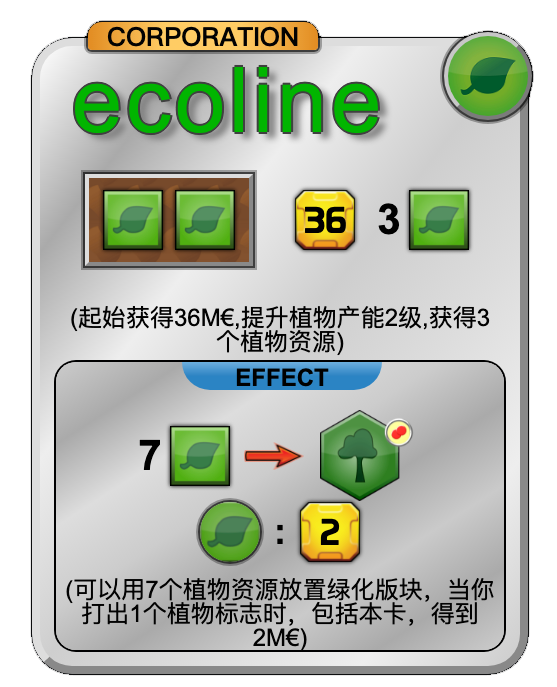 CORPORATION
ecoline
36 3
(起始获得36M€,提升植物产能2级,获得3
个植物资源)
EFFECT
7
: 2
(可以用7个植物资源放置绿化版块，当你
打出1个植物标志时，包括本卡，得到
2M€)